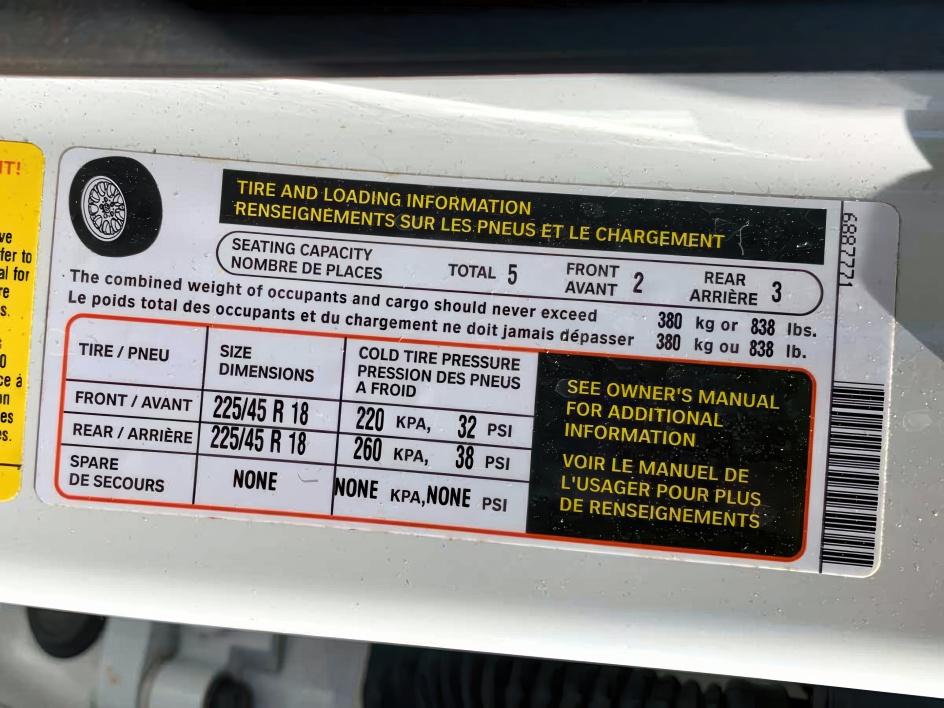 TIRE AND LOADING INFORMATION
RENSEIGNEMENTS SUR LES PNEUS ET LE CHARGEMENT
SEATING CAPACITY
NOMBRE DE PLACES
TOTAL 5
FRONT
AVANT 2
REAR
ARRIÈRE 3
The combined weight of occupants and cargo should never exceed 380 kg or 838 lbs.
Le poids total des occupants et du chargement ne doit jamais dépasser 380 kg ou 838 lb.
TIRE / PNEU
SIZE
DIMENSIONS
COLD TIRE PRESSURE
PRESSION DES PNEUS
A FROID
FRONT / AVANT 225/45 R 18 220 KPA, 32 PSI
REAR / ARRIÈRE 225/45 R 18 260 KPA, 38 PSI
SPARE
DE SECOURS NONE NONE KPA, NONE PSI
SEE OWNER'S MANUAL
FOR ADDITIONAL
INFORMATION
VOIR LE MANUEL DE
L'USAGER POUR PLUS
DE RENSEIGNEMENTS
6887771